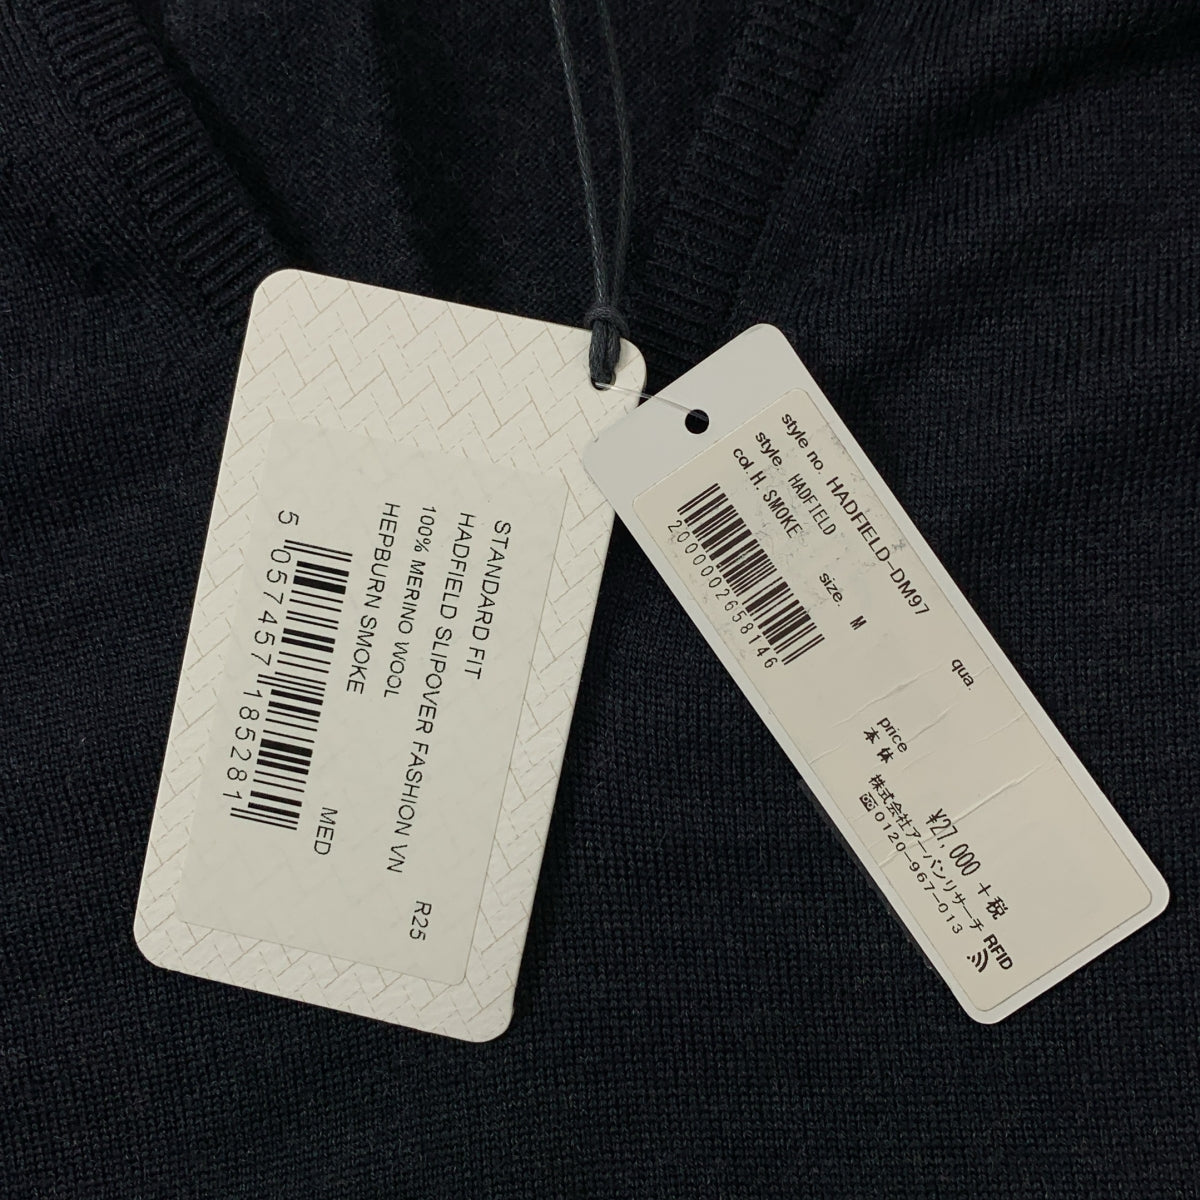 STANDARD FIT
HADFIELD SLIPOVER FASHION VN R25
100% MERINO WOOL
HEPBURN SMOKE MED
5 057457 185281
style no. HADFIELD-DM97
style. HADFIELD
col. H. SMOKE size. M
2000002658146
qua.
price
本体 ¥27,000 +税
株式会社アーバンリサーチ
0120-967-013
RFID